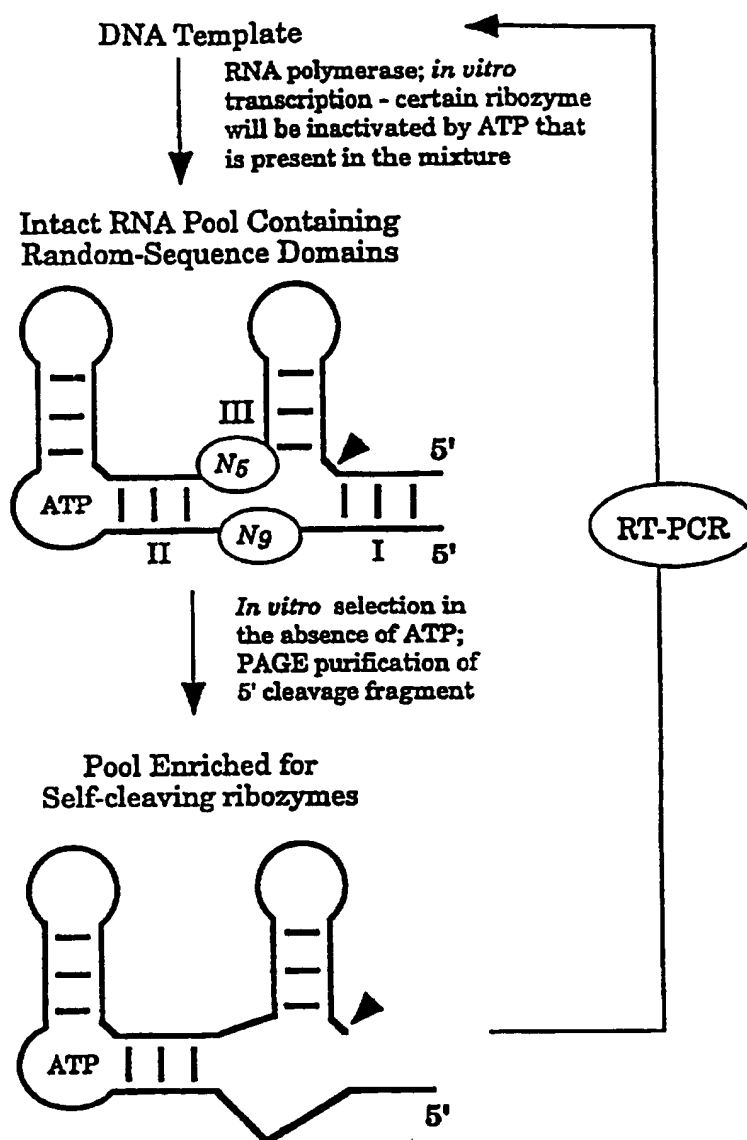 DNA Template
RNA polymerase; in vitro
transcription - certain ribozyme
will be inactivated by ATP that
is present in the mixture
Intact RNA Pool Containing
Random-Sequence Domains
III
5'
N5
ATP
N9
II
I
5'
RT-PCR
In vitro selection in
the absence of ATP;
PAGE purification of
5' cleavage fragment
Pool Enriched for
Self-cleaving ribozymes
ATP
5'